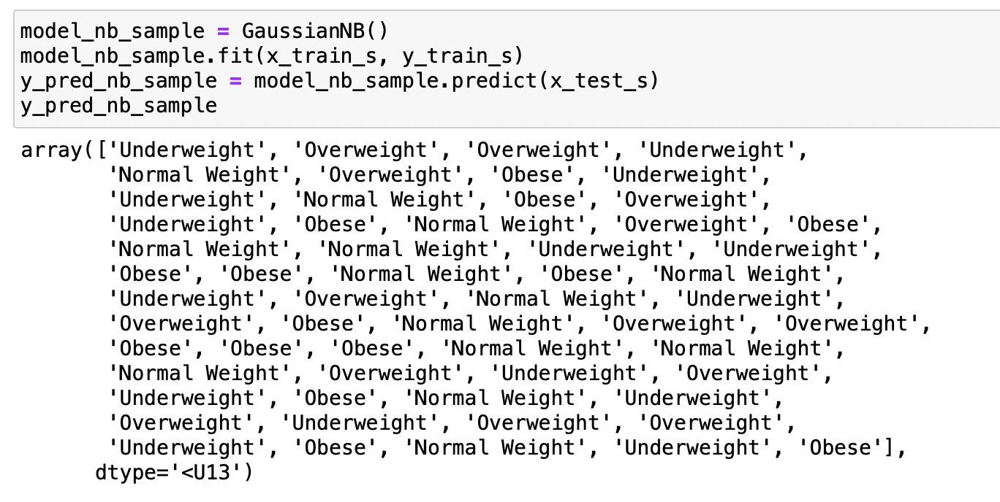 model_nb_sample = GaussianNB()
model_nb_sample.fit(x_train_s, y_train_s)
y_pred_nb_sample = model_nb_sample.predict(x_test_s)
y_pred_nb_sample
array(['Underweight', 'Overweight', 'Overweight', 'Underweight',
'Normal Weight', 'Overweight', 'Obese', 'Underweight',
'Underweight', 'Normal Weight', 'Obese', 'Overweight',
'Underweight', 'Obese', 'Normal Weight', 'Overweight', 'Obese',
'Normal Weight', 'Normal Weight', 'Underweight', 'Underweight',
'Obese', 'Obese', 'Normal Weight', 'Obese', 'Normal Weight',
'Underweight', 'Overweight', 'Normal Weight', 'Underweight',
'Overweight', 'Obese', 'Normal Weight', 'Overweight', 'Overweight',
'Obese', 'Obese', 'Obese', 'Normal Weight', 'Normal Weight',
'Normal Weight', 'Overweight', 'Underweight', 'Overweight',
'Underweight', 'Obese', 'Normal Weight', 'Underweight',
'Overweight', 'Underweight', 'Overweight', 'Overweight',
'Underweight', 'Obese', 'Normal Weight', 'Underweight', 'Obese'],
dtype='<U13')